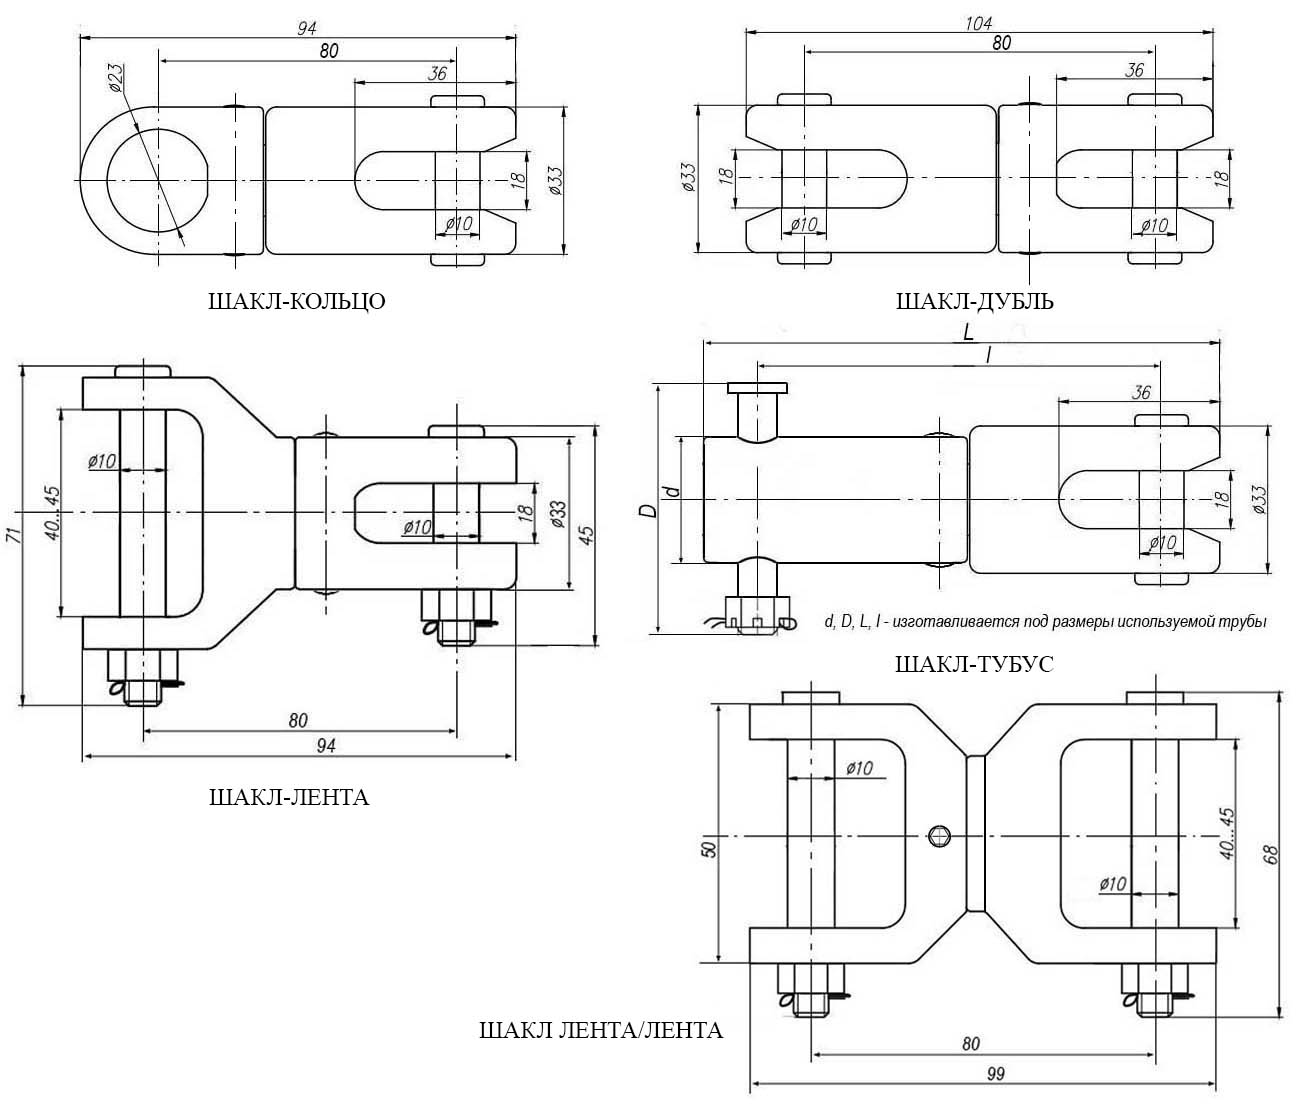 94
80
36
ø23
18
ø33
ø10
ШАКЛ-КОЛЬЦО
104
80
36
ø33
18
18
ø10
ø10
ШАКЛ-ДУБЛЬ
71
40...45
ø10
ø10
18
ø33
45
80
94
ШАКЛ-ЛЕНТА
L
l
36
D
d
18
ø33
ø10
d, D, L, l - изготавливается под размеры используемой трубы
ШАКЛ-ТУБУС
50
ø10
ø10
40...45
68
80
99
ШАКЛ ЛЕНТА/ЛЕНТА